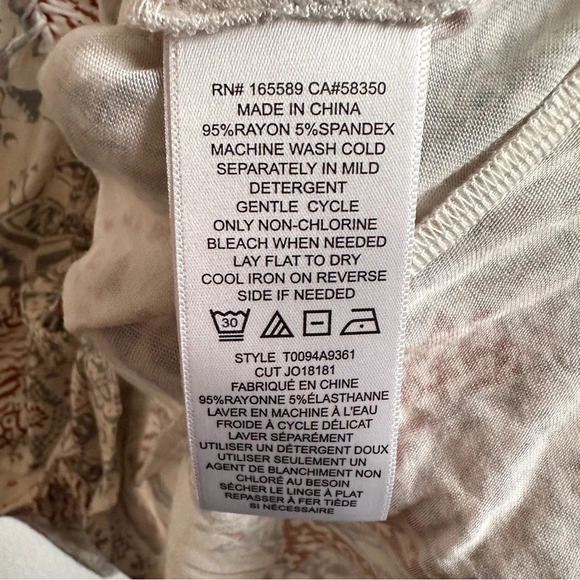 RN# 165589 CA#58350
MADE IN CHINA
95%RAYON 5%SPANDEX
MACHINE WASH COLD
SEPARATELY IN MILD
DETERGENT
GENTLE CYCLE
ONLY NON-CHLORINE
BLEACH WHEN NEEDED
LAY FLAT TO DRY
COOL IRON ON REVERSE
SIDE IF NEEDED
30
STYLE T0094A9361
CUT JO18181
FABRIQUÉ EN CHINE
95%RAYONNE 5%ÉLASTHANNE
LAVER EN MACHINE À L'EAU
FROIDE À CYCLE DÉLICAT
LAVER SÉPARÉMENT
UTILISER UN DÉTERGENT DOUX
UTILISER SEULEMENT UN
AGENT DE BLANCHIMENT NON
CHLORÉ AU BESOIN
SÉCHER LE LINGE À PLAT
REPASSER À FER TIÈDE
SI NÉCESSAIRE